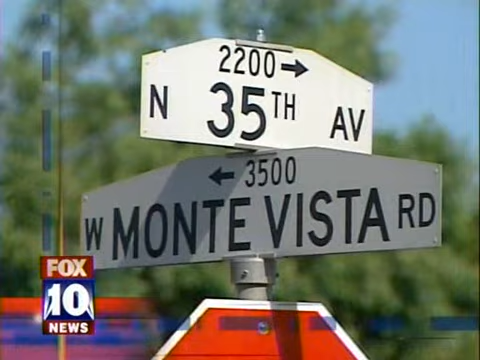 2200 →
N 35TH AV
← 3500
W MONTE VISTA RD
FOX
10
NEWS